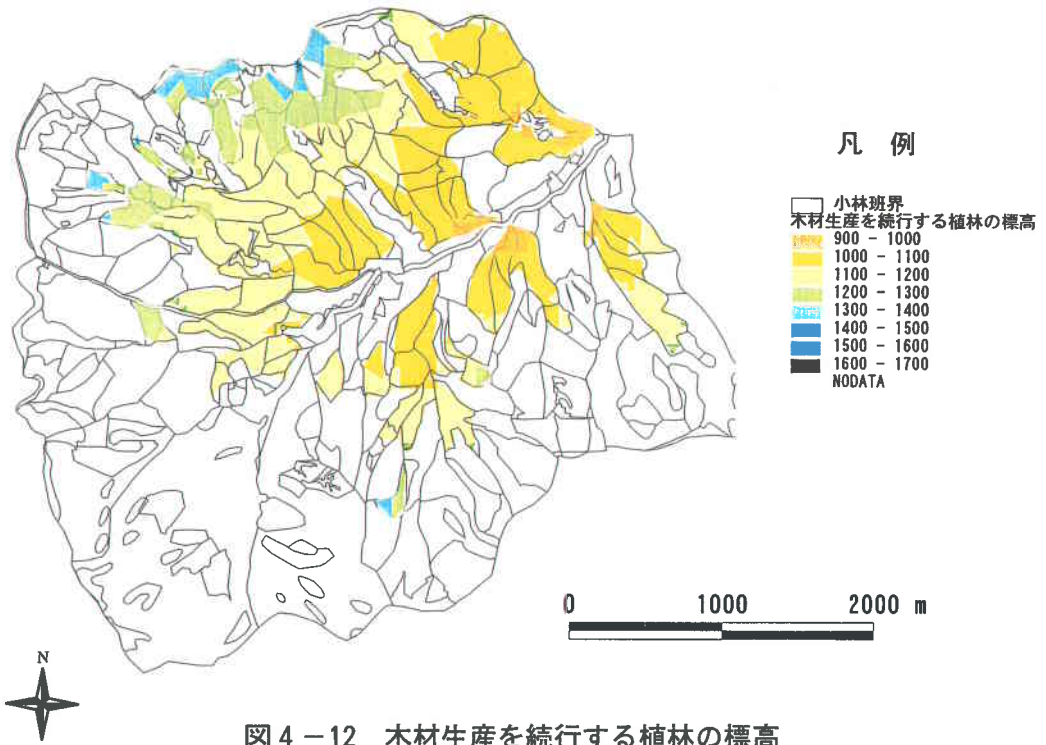 凡 例
小林班界
木材生産を続行する植林の標高
900 - 1000
1000 - 1100
1100 - 1200
1200 - 1300
1300 - 1400
1400 - 1500
1500 - 1600
1600 - 1700
NODATA
0 1000 2000 m
N
図4-12 木材生産を続行する植林の標高